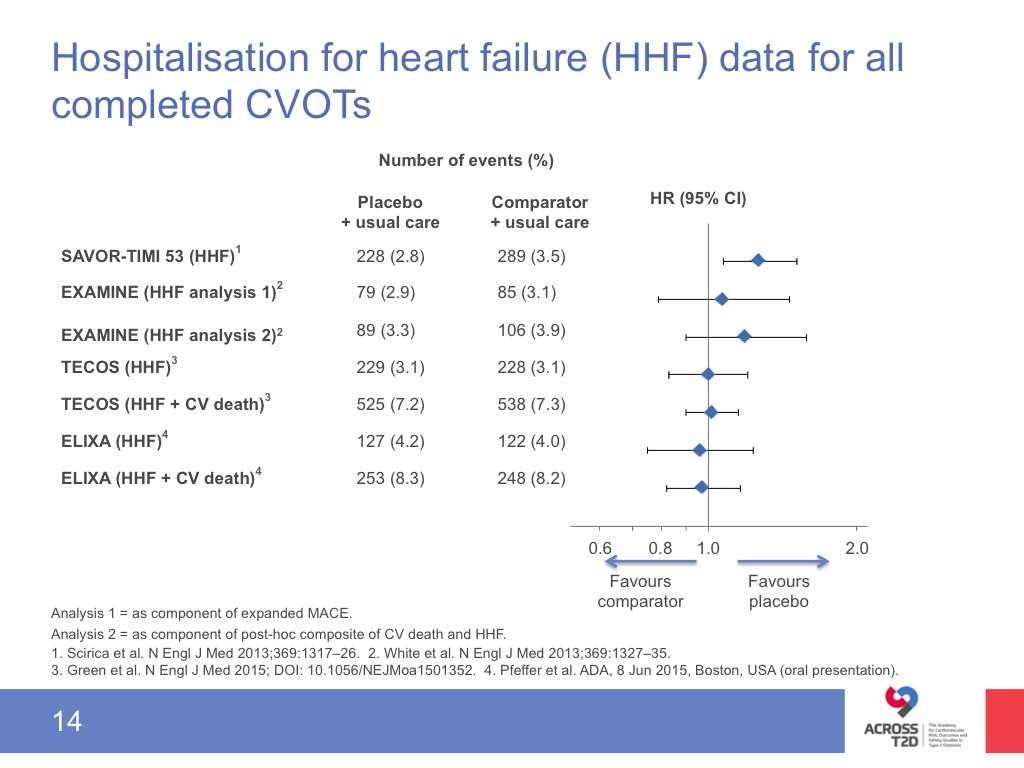 Hospitalisation for heart failure (HHF) data for all
completed CVOTs
Number of events (%)
Placebo
+ usual care
Comparator
+ usual care
HR (95% CI)
SAVOR-TIMI 53 (HHF)1 228 (2.8) 289 (3.5)
EXAMINE (HHF analysis 1)2 79 (2.9) 85 (3.1)
EXAMINE (HHF analysis 2)2 89 (3.3) 106 (3.9)
TECOS (HHF)3 229 (3.1) 228 (3.1)
TECOS (HHF + CV death)3 525 (7.2) 538 (7.3)
ELIXA (HHF)4 127 (4.2) 122 (4.0)
ELIXA (HHF + CV death)4 253 (8.3) 248 (8.2)
0.6 0.8 1.0 2.0
Favours
comparator
Favours
placebo
Analysis 1 = as component of expanded MACE.
Analysis 2 = as component of post-hoc composite of CV death and HHF.
1. Scirica et al. N Engl J Med 2013;369:1317–26. 2. White et al. N Engl J Med 2013;369:1327–35.
3. Green et al. N Engl J Med 2015; DOI: 10.1056/NEJMoa1501352. 4. Pfeffer et al. ADA, 8 Jun 2015, Boston, USA (oral presentation).
14
ACROSS
T2D
The Academy
for Cardiovascular
Risk, Outcomes and
Safety Studies in
Type 2 Diabetes